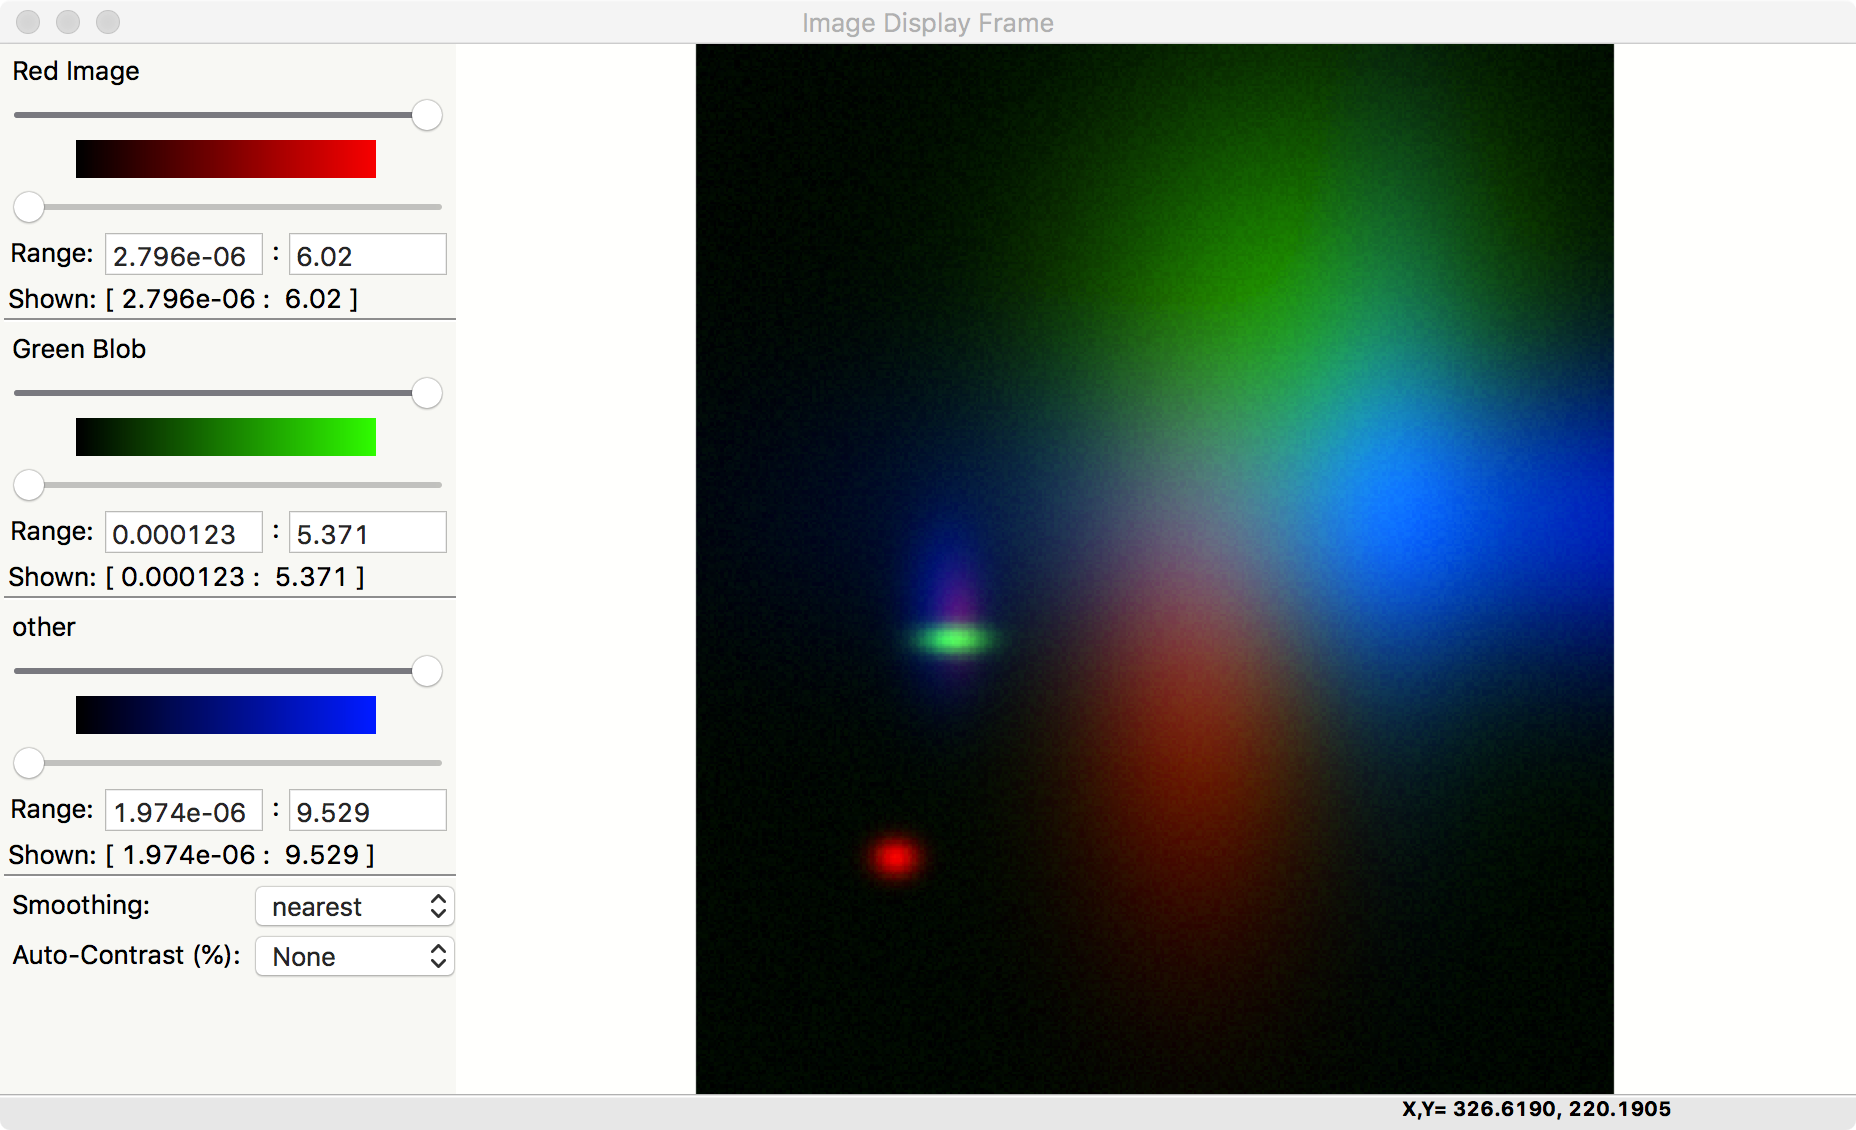 Image Display Frame
Red Image
Range: 2.796e-06 : 6.02
Shown: [ 2.796e-06 : 6.02 ]
Green Blob
Range: 0.000123 : 5.371
Shown: [ 0.000123 : 5.371 ]
other
Range: 1.974e-06 : 9.529
Shown: [ 1.974e-06 : 9.529 ]
Smoothing: nearest
Auto-Contrast (%): None
X,Y= 326.6190, 220.1905